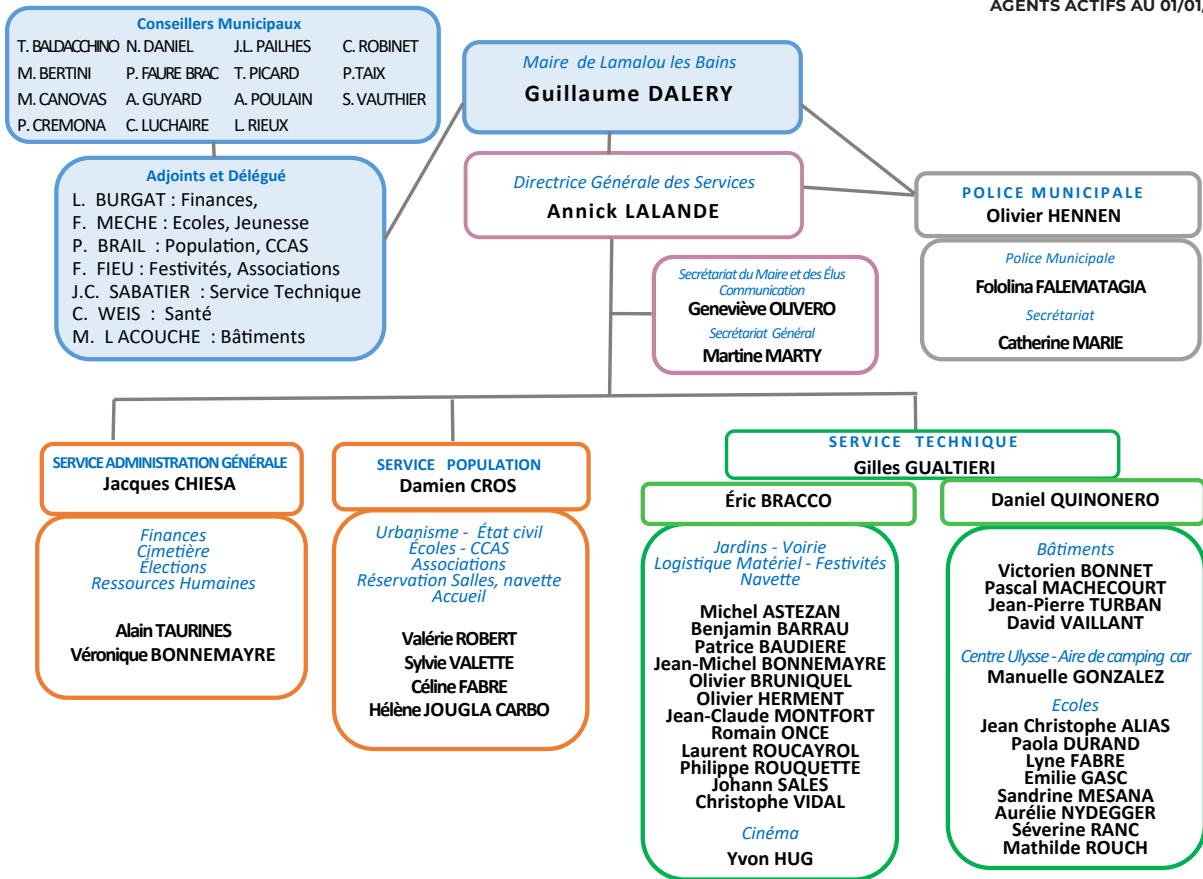 AGENTS ACTIFS AU 01/01/
Conseillers Municipaux
T. BALDACCHINO N. DANIEL J.L. PAILHES C. ROBINET
M. BERTINI P. FAURE BRAC T. PICARD P.TAIX
M. CANOVAS A. GUYARD A. POULAIN S. VAUTHIER
P. CREMONA C. LUCHAIRE L. RIEUX
Maire de Lamalou les Bains
Guillaume DALERY
Adjoints et Délégué
L. BURGAT : Finances,
F. MECHE : Ecoles, Jeunesse
P. BRAIL : Population, CCAS
F. FIEU : Festivités, Associations
J.C. SABATIER : Service Technique
C. WEIS : Santé
M. L ACOUCHE : Bâtiments
Directrice Générale des Services
Annick LALANDE
POLICE MUNICIPALE
Olivier HENNEN
Police Municipale
Fololina FALEMATAGIA
Secrétariat
Catherine MARIE
Secrétariat du Maire et des Élus
Communication
Geneviève OLIVERO
Secrétariat Général
Martine MARTY
SERVICE ADMINISTRATION GÉNÉRALE
Jacques CHIESA
Finances
Cimetière
Élections
Ressources Humaines
Alain TAURINES
Véronique BONNEMAYRE
SERVICE POPULATION
Damien CROS
Urbanisme - État civil
Écoles - CCAS
Associations
Réservation Salles, navette
Accueil
Valérie ROBERT
Sylvie VALETTE
Céline FABRE
Hélène JOUGLA CARBO
SERVICE TECHNIQUE
Gilles GUALTIERI
Éric BRACCO
Jardins - Voirie
Logistique Matériel - Festivités
Navette
Michel ASTEZAN
Benjamin BARRAU
Patrice BAUDIERE
Jean-Michel BONNEMAYRE
Olivier BRUNIQUEL
Olivier HERMENT
Jean-Claude MONTFORT
Romain ONCE
Laurent ROUCAYROL
Philippe ROUQUETTE
Johann SALES
Christophe VIDAL
Cinéma
Yvon HUG
Daniel QUINONERO
Bâtiments
Victorien BONNET
Pascal MACHECOURT
Jean-Pierre TURBAN
David VAILLANT
Centre Ulysse - Aire de camping car
Manuelle GONZALEZ
Ecoles
Jean Christophe ALIAS
Paola DURAND
Lyne FABRE
Emilie GASC
Sandrine MESANA
Aurélie NYDEGGER
Séverine RANC
Mathilde ROUCH